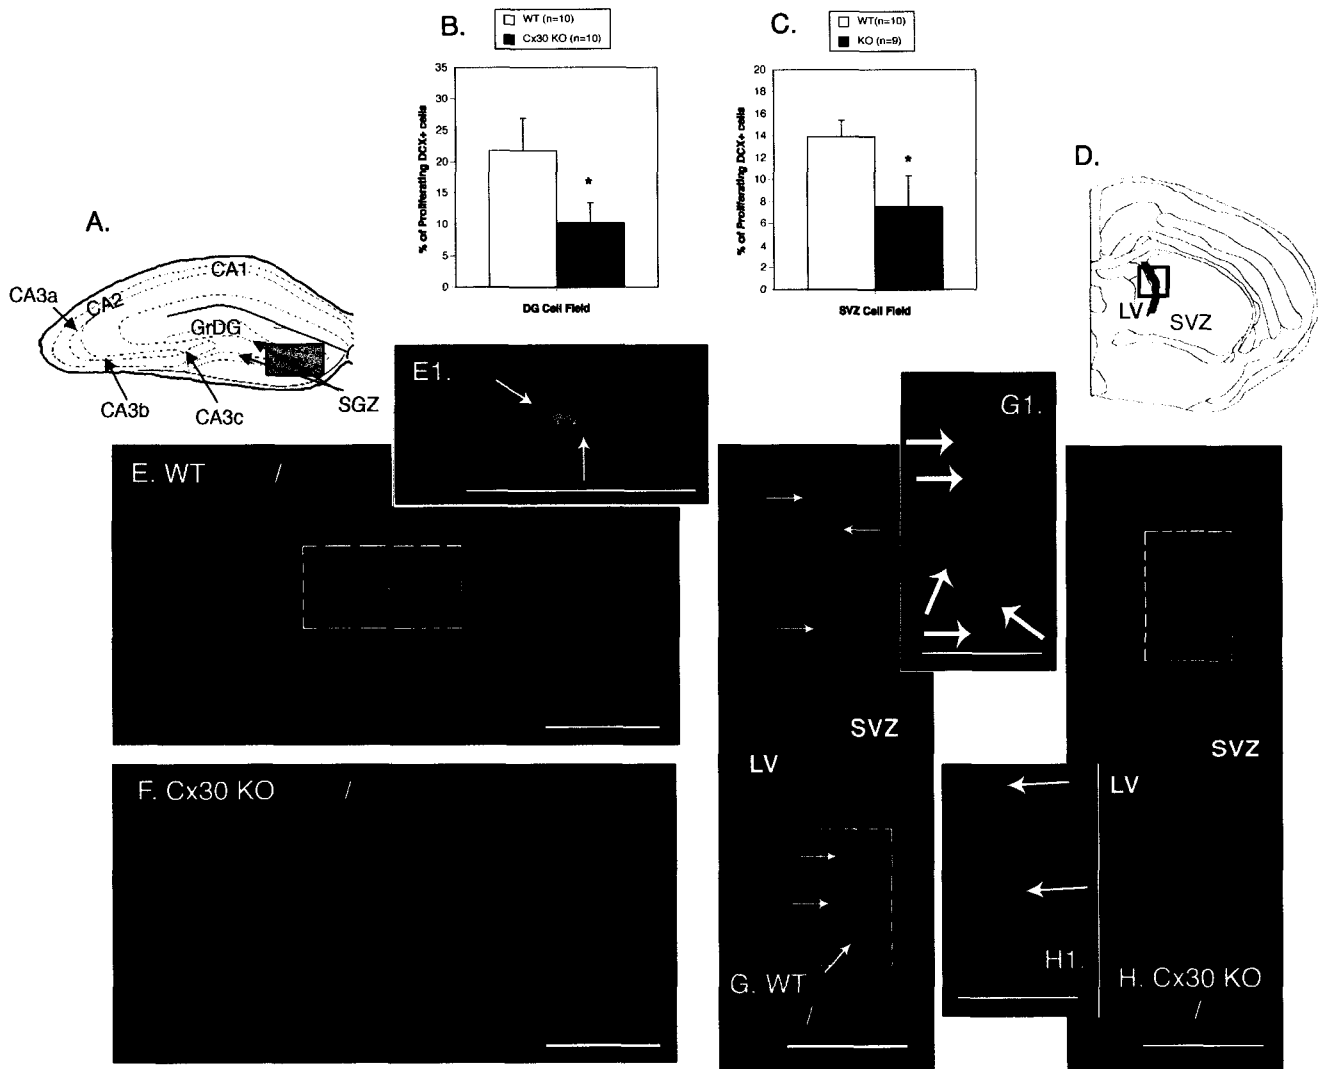 A.
CA1
CA2
CA3a
GrDG
CA3b
CA3c
SGZ
B.
WT (n=10)
Cx30 KO (n=10)
% of Proliferating DCX+ cells
35
30
25
20
15
10
5
0
DG Cell Field
C.
WT(n=10)
KO (n=9)
% of Proliferating DCX+ cells
20
18
16
14
12
10
8
6
4
2
0
SVZ Cell Field
*
*
D.
LV
SVZ
E1.
E. WT /
F. Cx30 KO /
G1.
SVZ
LV
G. WT
/
H1.
LV
SVZ
H. Cx30 KO
/